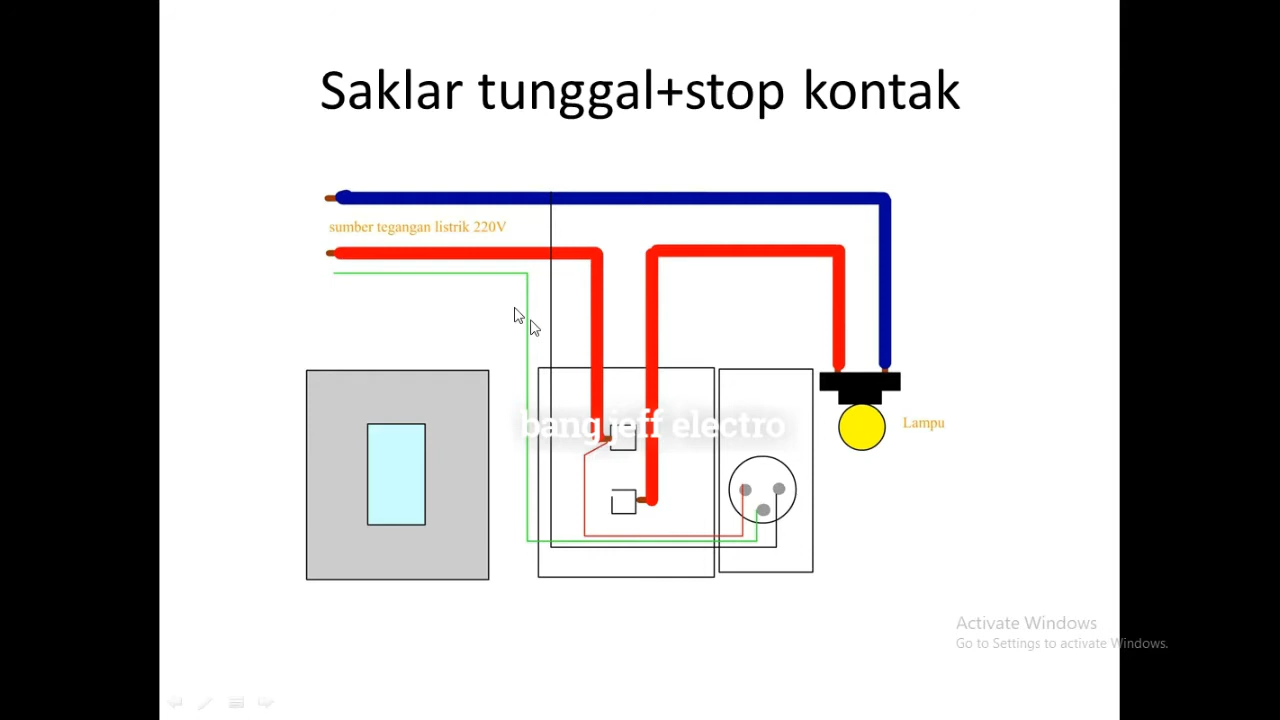 Saklar tunggal+stop kontak
sumber tegangan listrik 220V
bang jeff electro
Lampu
Activate Windows
Go to Settings to activate Windows.